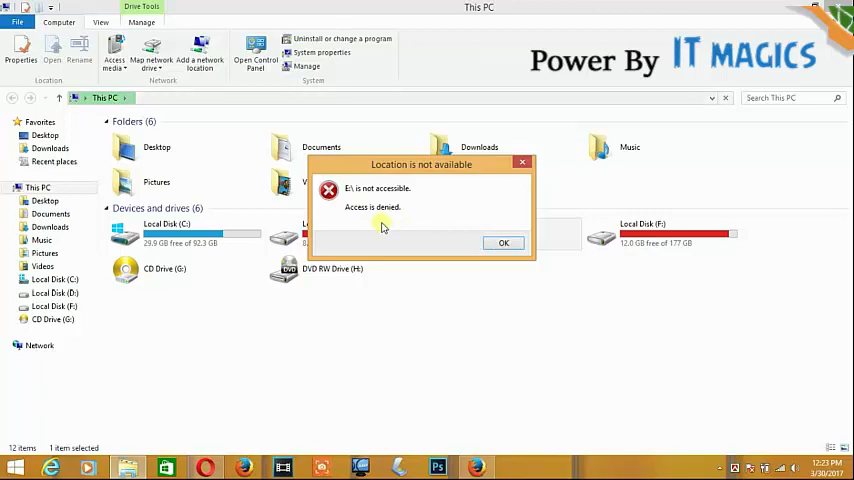 Drive Tools
This PC
File
Computer
View
Manage
Properties
Open
Rename
Access media
Map network drive
Add a network location
Open Control Panel
Uninstall or change a program
System properties
Manage
Location
Network
System
Power By IT MAGICS
This PC
Search This PC
Favorites
Desktop
Downloads
Recent places
This PC
Desktop
Documents
Downloads
Music
Pictures
Videos
Local Disk (C:)
Local Disk (D:)
Local Disk (F:)
CD Drive (G:)
Network
Folders (6)
Desktop
Documents
Downloads
Music
Pictures
Devices and drives (6)
Local Disk (C:)
29.9 GB free of 92.3 GB
Local Disk (F:)
12.0 GB free of 177 GB
CD Drive (G:)
DVD RW Drive (H:)
Location is not available
E:\ is not accessible.
Access is denied.
OK
12 items
1 item selected
Ps
12:23 PM
3/30/2017